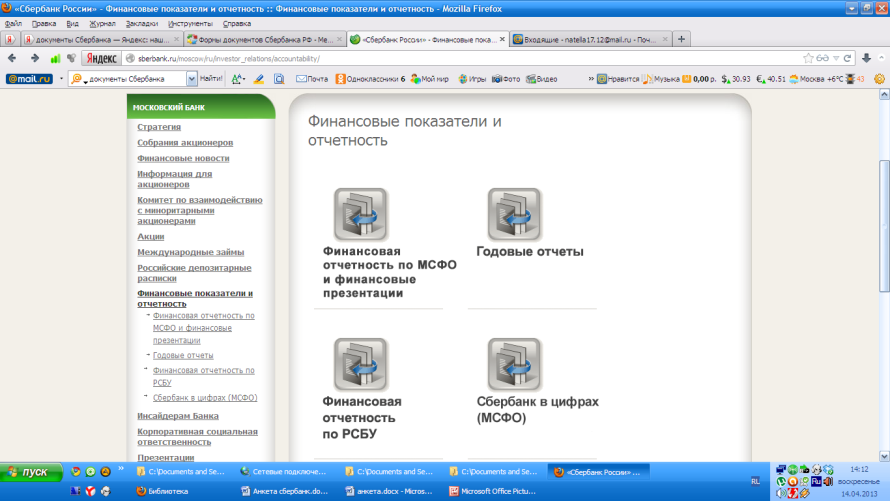 «Сбербанк России» - Финансовые показатели и отчетность :: Финансовые показатели и отчетность - Mozilla Firefox
Файл Правка Вид Журнал Закладки Инструменты Справка
документы Сбербанка — Яндекс: наш...
Формы документов Сбербанка РФ - Me...
«Сбербанк России» - Финансовые пока...
Входящие - natelia17.12@mail.ru - Поч...
Яндекс
sberbank.ru/moscow/ru/investor_relations/accountability/
@mail.ru
документы Сбербанка
Найти!
Почта
Одноклассники 6
Мой мир
Игры
Фото
Видео
Нравится
Музыка
0,00 р.
$ 30.93
€ 40.51
Москва +6°C
43
МОСКОВСКИЙ БАНК
Стратегия
Собрания акционеров
Финансовые новости
Информация для
акционеров
Комитет по взаимодействию
с миноритарными
акционерами
Акции
Международные займы
Российские депозитарные
расписки
Финансовые показатели и
отчетность
- Финансовая отчетность по
МСФО и финансовые
презентации
- Годовые отчеты
- Финансовая отчетность по
РСБУ
- Сбербанк в цифрах (МСФО)
Инсайдерам Банка
Корпоративная социальная
ответственность
Презентации
Финансовые показатели и
отчетность
Финансовая
отчетность по МСФО
и финансовые
презентации
Годовые отчеты
Финансовая
отчетность
по РСБУ
Сбербанк в цифрах
(МСФО)
пуск
C:\Documents and Se...
Сетевые подключе...
C:\Documents and Se...
C:\Documents and Se...
«Сбербанк России» ...
Библиотека
Анкета сбербанк.do...
анкета.docx - Micros...
Microsoft Office Pictu...
RU
Ru
14:12
воскресенье
14.04.2013